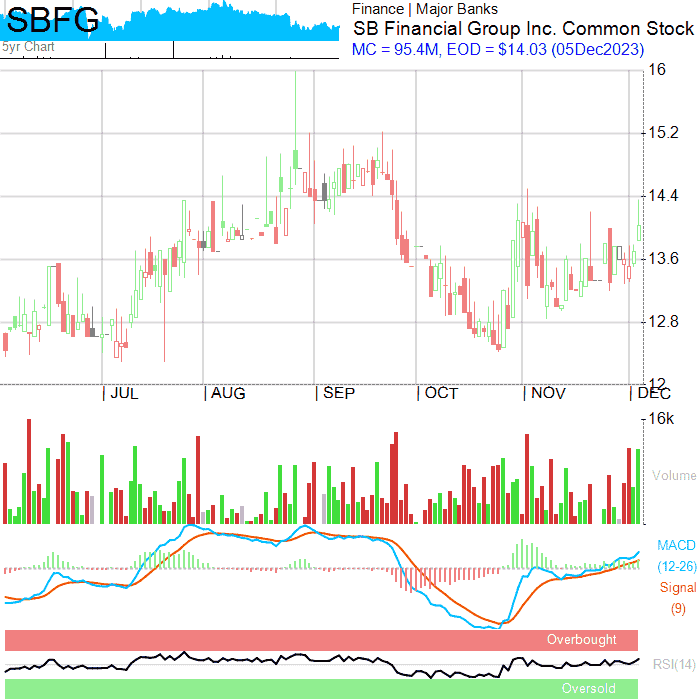 SBFG
5yr Chart
Finance | Major Banks
SB Financial Group Inc. Common Stock
MC = 95.4M, EOD = $14.03 (05Dec2023)
16
15.2
14.4
13.6
12.8
12
| JUL | AUG | SEP | OCT | NOV | DEC
16k
Volume
MACD
(12-26)
Signal
(9)
Overbought
RSI(14)
Oversold